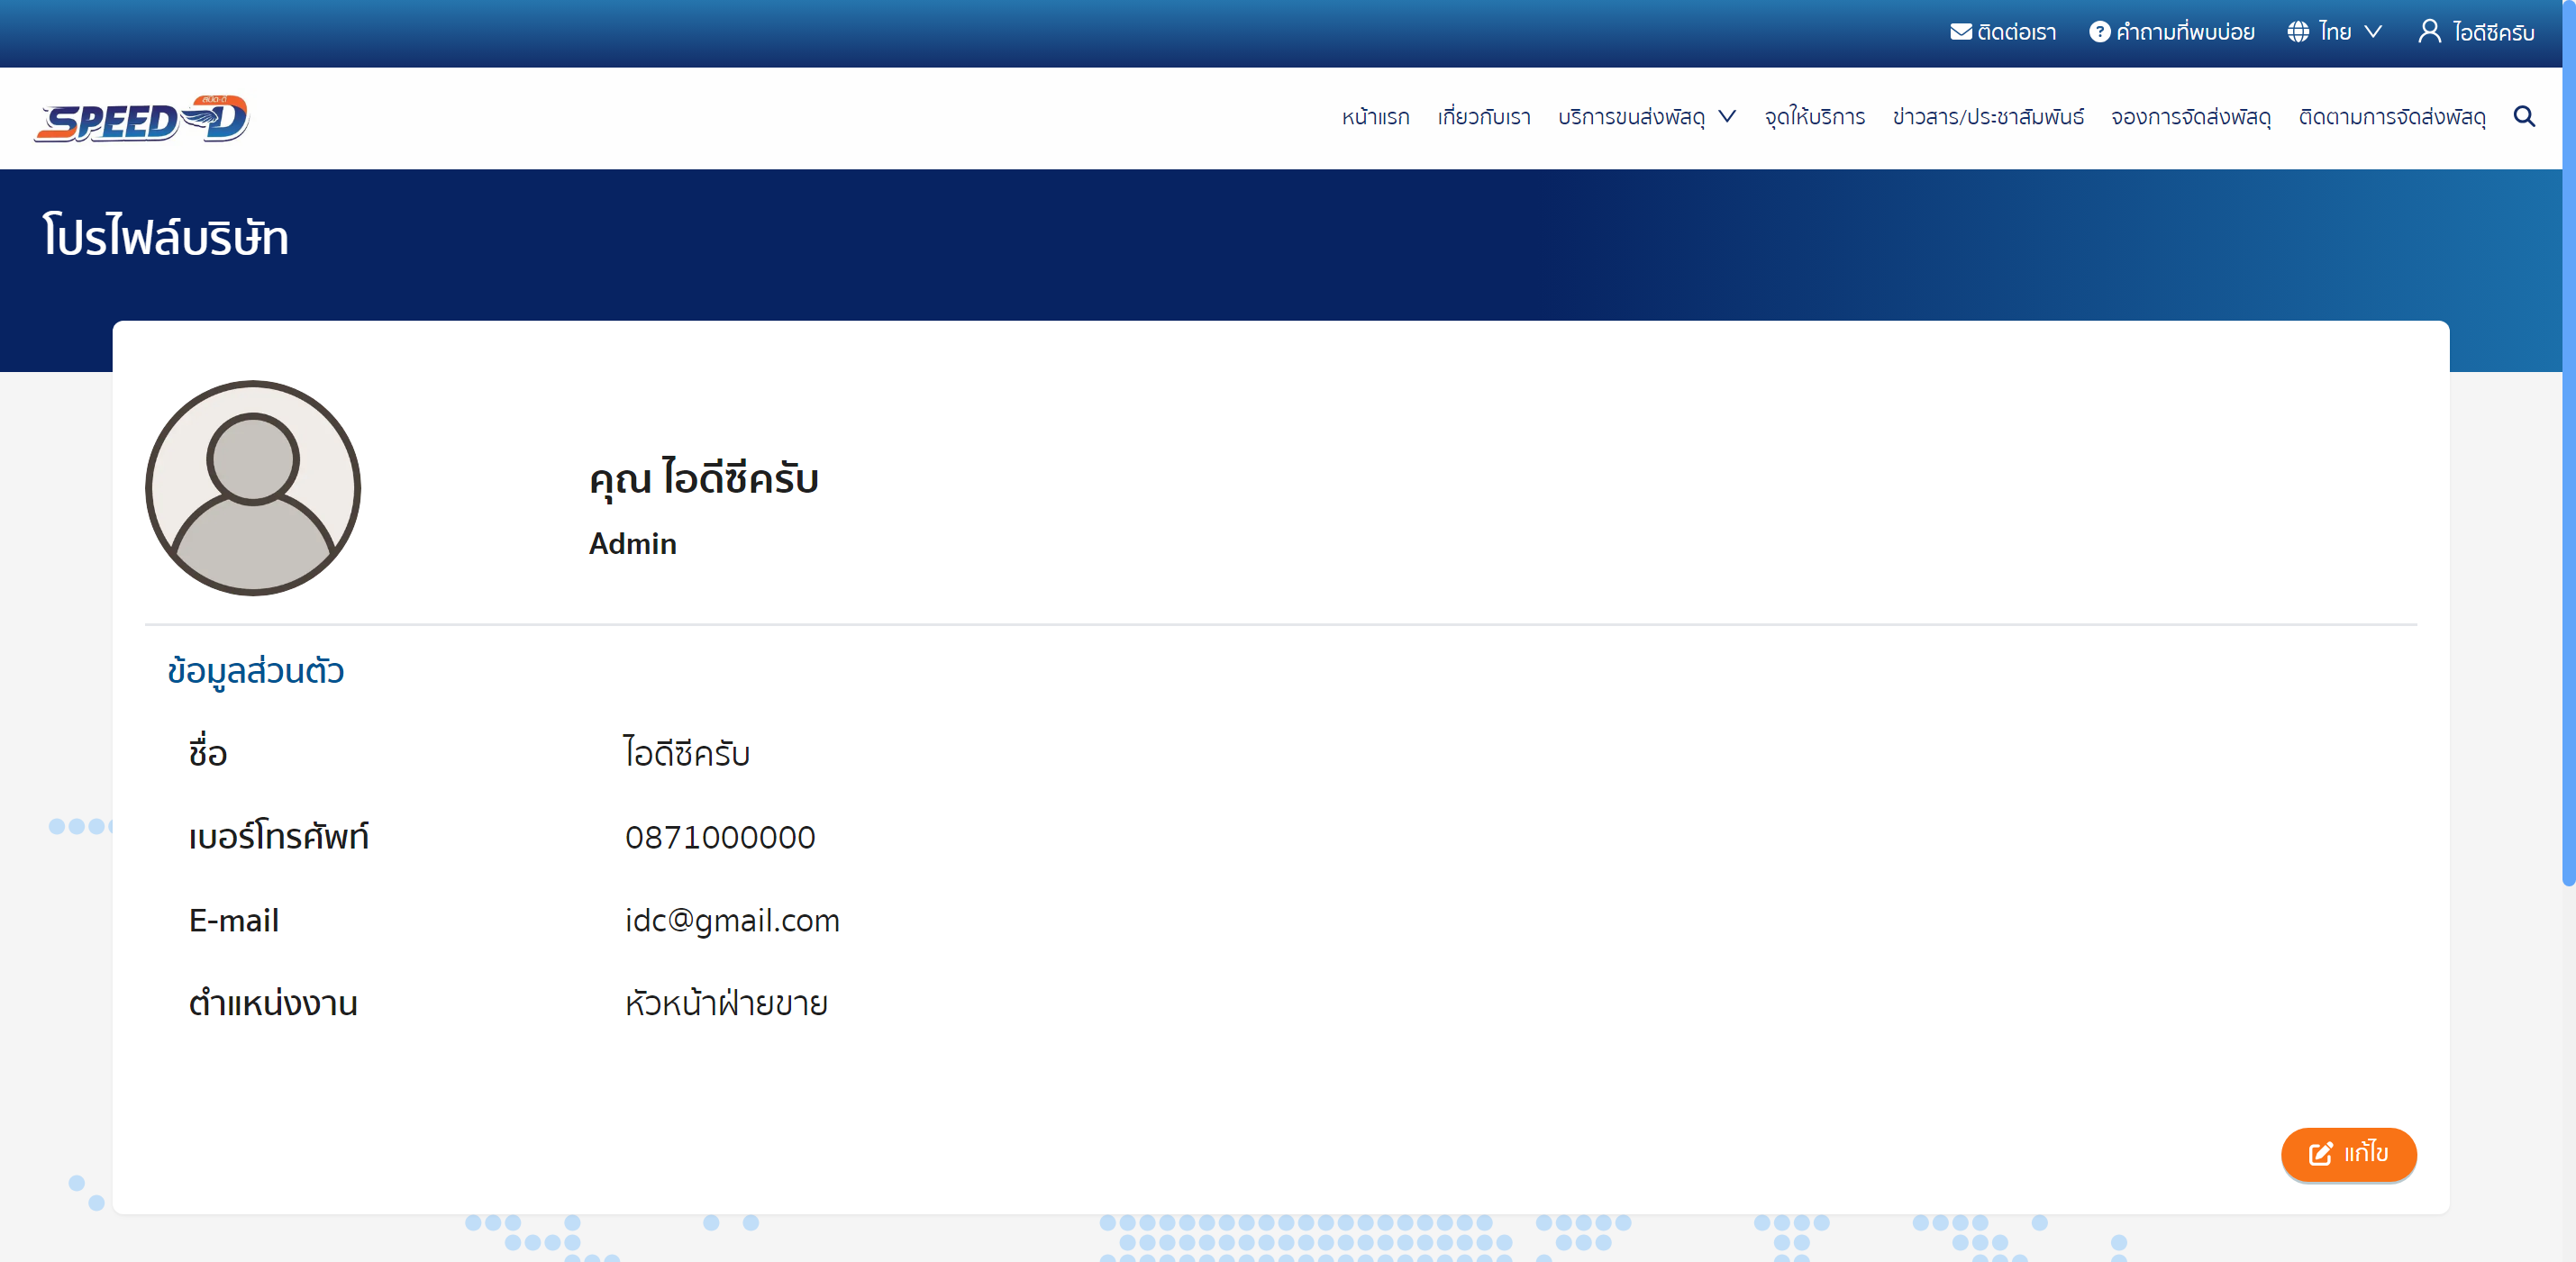 ติดต่อเรา คำถามที่พบบ่อย ไทย ไอดีซีครับ
SPEED-D สปีด-ดี
หน้าแรก เกี่ยวกับเรา บริการขนส่งพัสดุ จุดให้บริการ ข่าวสาร/ประชาสัมพันธ์ จองการจัดส่งพัสดุ ติดตามการจัดส่งพัสดุ
โปรไฟล์บริษัท
คุณ ไอดีซีครับ
Admin
ข้อมูลส่วนตัว
ชื่อ ไอดีซีครับ
เบอร์โทรศัพท์ 0871000000
E-mail idc@gmail.com
ตำแหน่งงาน หัวหน้าฝ่ายขาย
แก้ไข